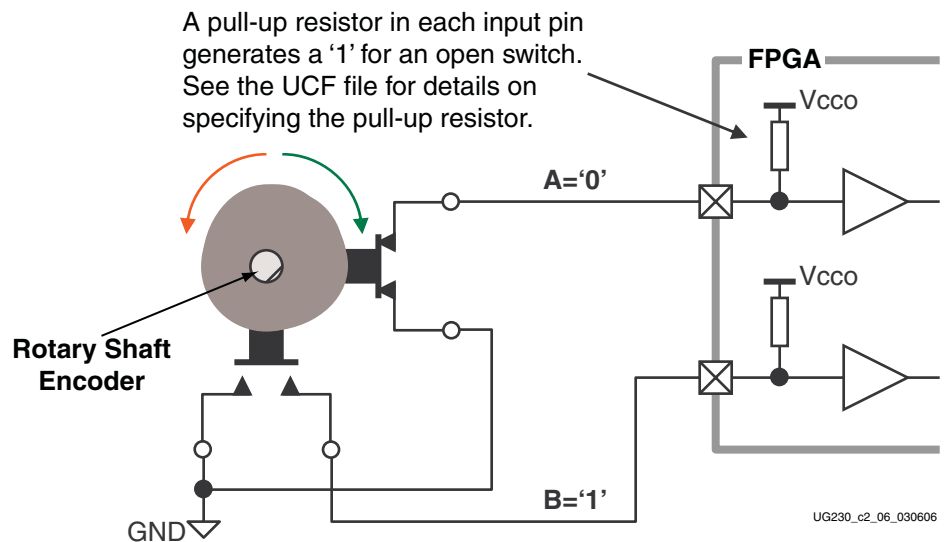 A pull-up resistor in each input pin
generates a ‘1’ for an open switch.
See the UCF file for details on
specifying the pull-up resistor.
FPGA
Vcco
A=‘0’
Vcco
Rotary Shaft
Encoder
B=‘1’
GND
UG230_c2_06_030606